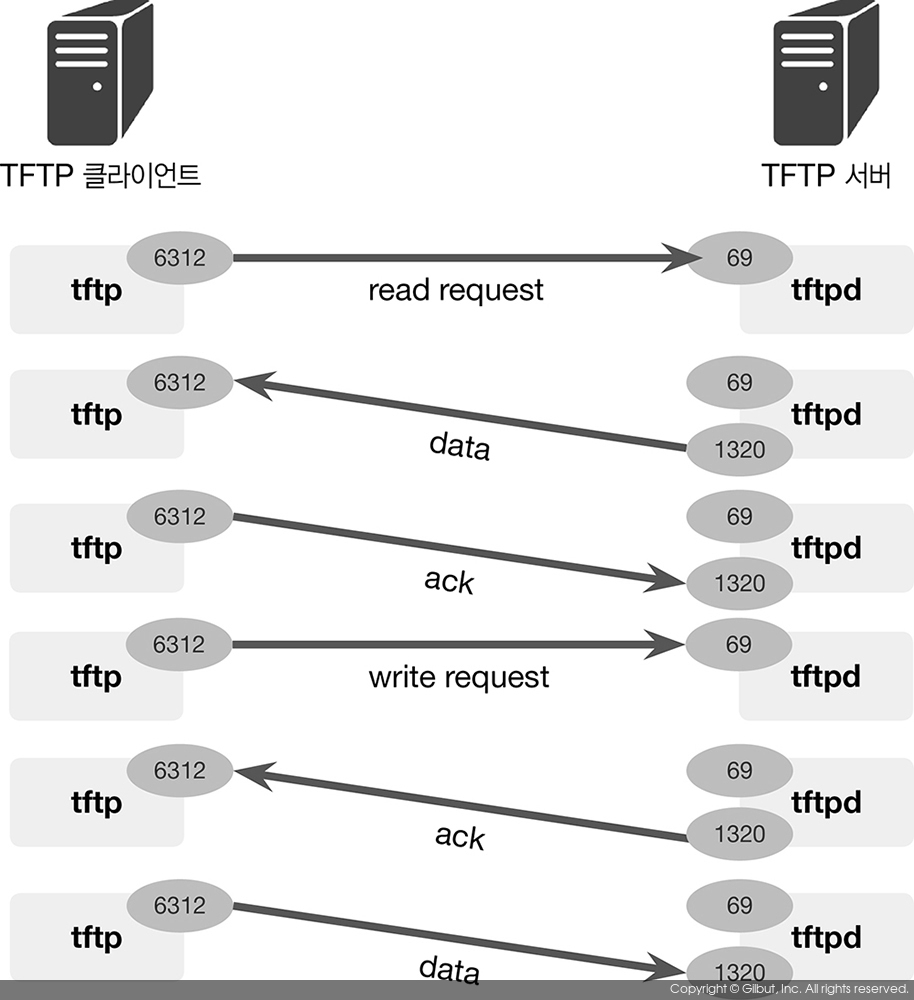 TFTP 클라이언트
TFTP 서버
6312
69
tftp
read request
tftpd
6312
69
tftp
data
tftpd
1320
6312
69
tftp
ack
tftpd
1320
6312
69
tftp
write request
tftpd
6312
69
tftp
ack
tftpd
1320
6312
69
tftp
data
tftpd
1320
Copyright © Gilbut, Inc. All rights reserved.